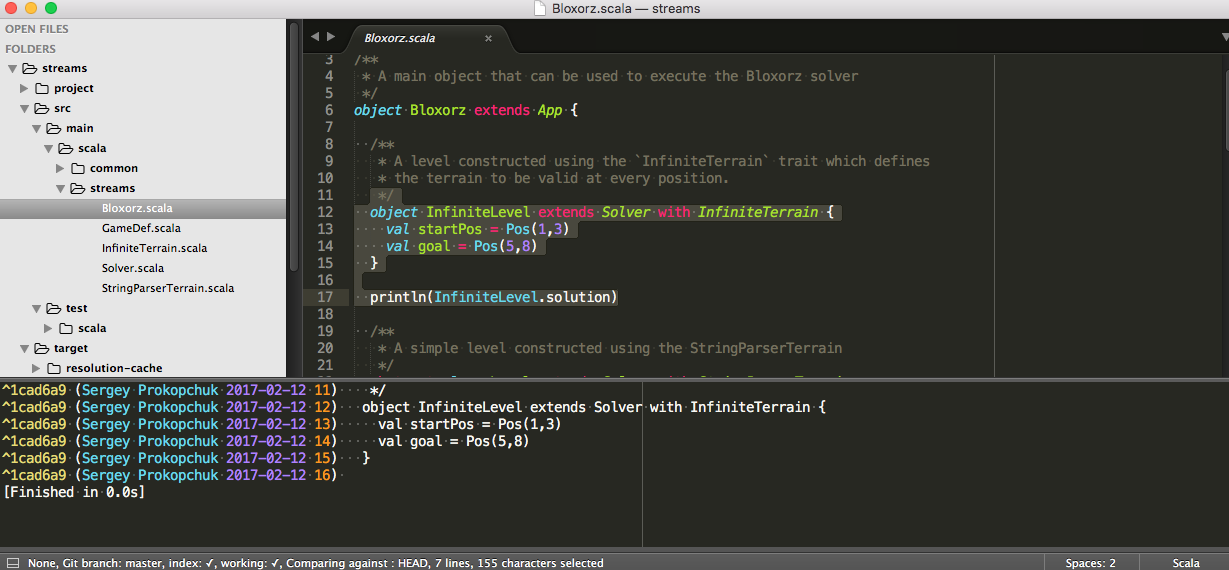 Bloxorz.scala — streams
OPEN FILES
FOLDERS
streams
project
src
main
scala
common
streams
Bloxorz.scala
GameDef.scala
InfiniteTerrain.scala
Solver.scala
StringParserTerrain.scala
test
scala
target
resolution-cache
Bloxorz.scala ×
3 /**
4  * A main object that can be used to execute the Bloxorz solver
5  */
6 object Bloxorz extends App {
7
8   /**
9    * A level constructed using the `InfiniteTerrain` trait which defines
10    * the terrain to be valid at every position.
11    */
12   object InfiniteLevel extends Solver with InfiniteTerrain {
13     val startPos = Pos(1,3)
14     val goal = Pos(5,8)
15   }
16
17   println(InfiniteLevel.solution)
18
19   /**
20    * A simple level constructed using the StringParserTerrain
21    */
^1cad6a9 (Sergey Prokopchuk 2017-02-12 11)    */
^1cad6a9 (Sergey Prokopchuk 2017-02-12 12)   object InfiniteLevel extends Solver with InfiniteTerrain {
^1cad6a9 (Sergey Prokopchuk 2017-02-12 13)     val startPos = Pos(1,3)
^1cad6a9 (Sergey Prokopchuk 2017-02-12 14)     val goal = Pos(5,8)
^1cad6a9 (Sergey Prokopchuk 2017-02-12 15)   }
^1cad6a9 (Sergey Prokopchuk 2017-02-12 16)
[Finished in 0.0s]
None, Git branch: master, index: ✓, working: ✓, Comparing against : HEAD, 7 lines, 155 characters selected
Spaces: 2
Scala